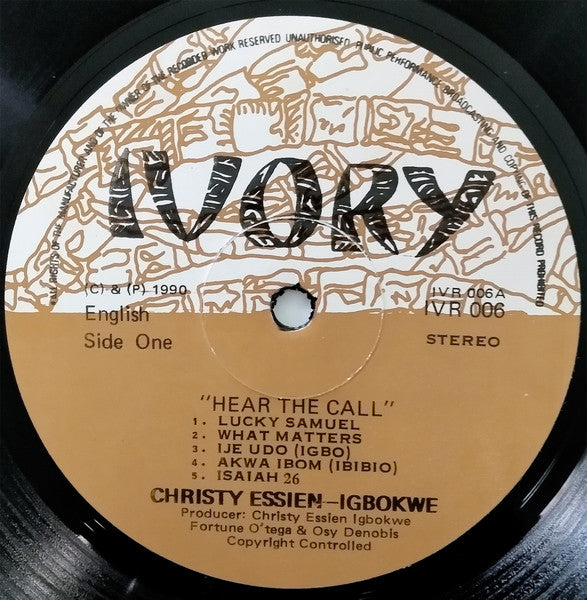 ALL RIGHTS OF THE MANUFACTURER AND OF THE OWNER OF THE RECORDED WORK RESERVED UNAUTHORISED PUBLIC PERFORMANCE BROADCASTING AND COPYING OF THIS RECORD PROHIBITED
IVORY
(C) & (P) 1990
English
Side One
IVR 006A
IVR 006
STEREO
"HEAR THE CALL"
1. LUCKY SAMUEL
2. WHAT MATTERS
3. IJE UDO (IGBO)
4. AKWA IBOM (IBIBIO)
5. ISAIAH 26
CHRISTY ESSIEN-IGBOKWE
Producer: Christy Essien Igbokwe
Fortune O'tega & Osy Denobis
Copyright Controlled